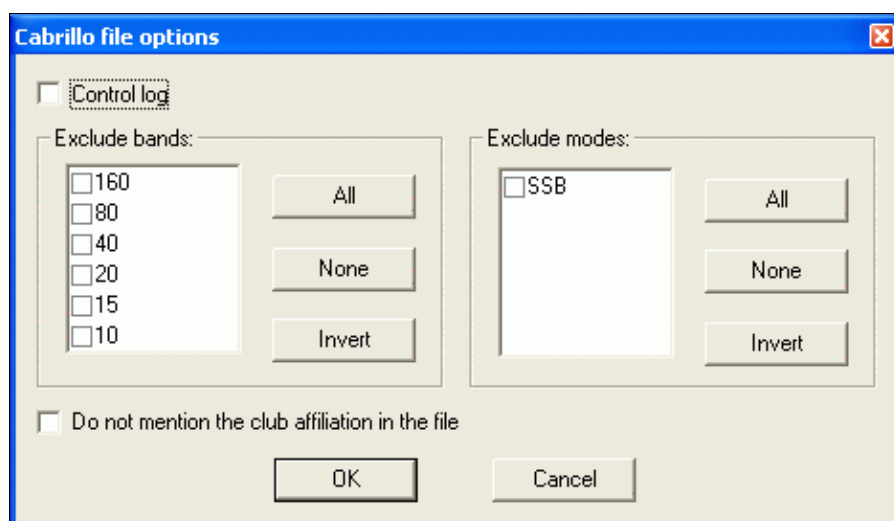 Cabrillo file options
Control log
Exclude bands:
160
80
40
20
15
10
All
None
Invert
Exclude modes:
SSB
All
None
Invert
Do not mention the club affiliation in the file
OK
Cancel